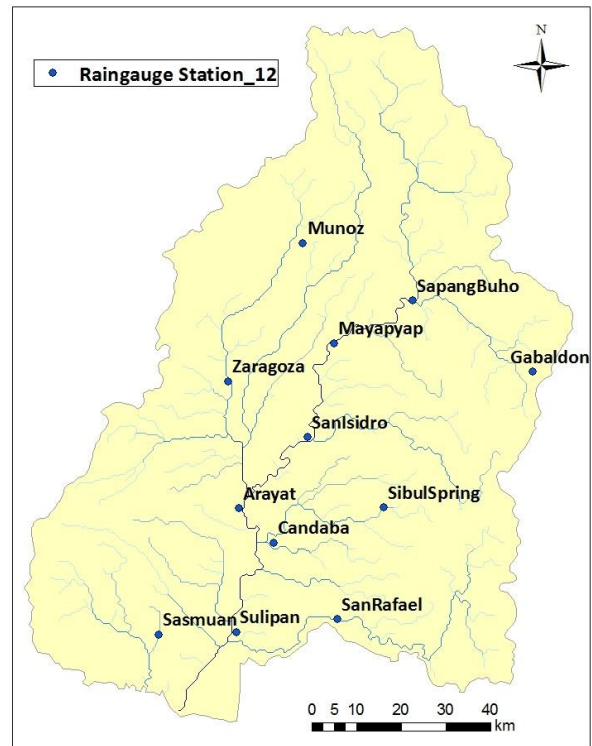 N
Raingauge Station_12
Munoz
SapangBuho
Mayapyap
Gabaldon
Zaragoza
SanIsidro
Arayat
SibulSpring
Candaba
SanRafael
Sasmuan
Sulipan
0 5 10 20 30 40
km